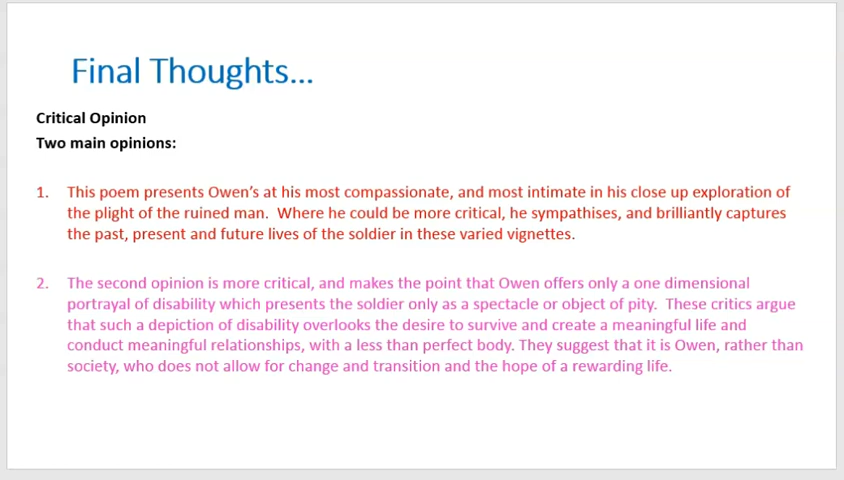 Final Thoughts...
Critical Opinion
Two main opinions:
1. This poem presents Owen's at his most compassionate, and most intimate in his close up exploration of
the plight of the ruined man. Where he could be more critical, he sympathises, and brilliantly captures
the past, present and future lives of the soldier in these varied vignettes.
2. The second opinion is more critical, and makes the point that Owen offers only a one dimensional
portrayal of disability which presents the soldier only as a spectacle or object of pity. These critics argue
that such a depiction of disability overlooks the desire to survive and create a meaningful life and
conduct meaningful relationships, with a less than perfect body. They suggest that it is Owen, rather than
society, who does not allow for change and transition and the hope of a rewarding life.